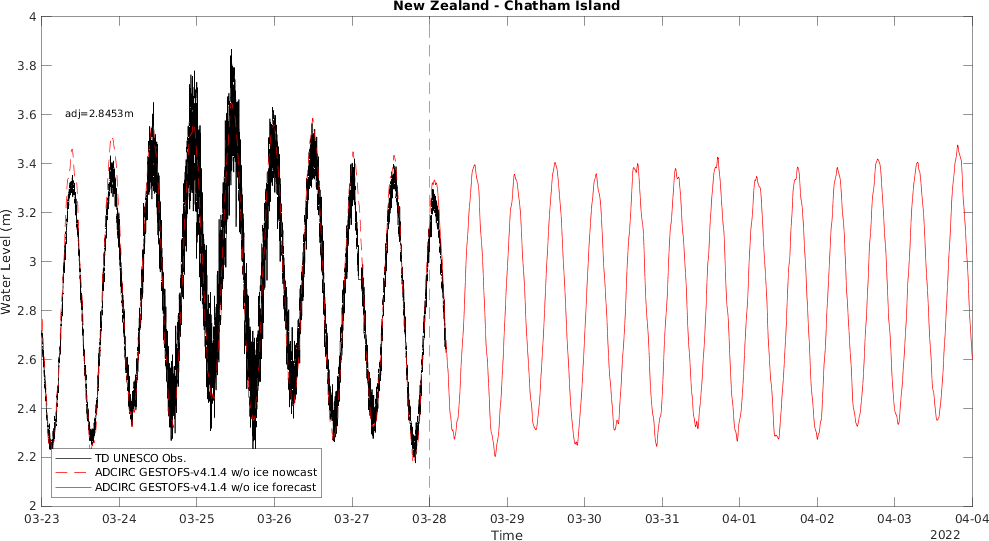 New Zealand - Chatham Island
Water Level (m)
4
3.8
3.6
3.4
3.2
3
2.8
2.6
2.4
2.2
2
adj=2.8453m
TD UNESCO Obs.
ADCIRC GESTOFS-v4.1.4 w/o ice nowcast
ADCIRC GESTOFS-v4.1.4 w/o ice forecast
03-23 03-24 03-25 03-26 03-27 03-28 03-29 03-30 03-31 04-01 04-02 04-03 04-04
Time
2022